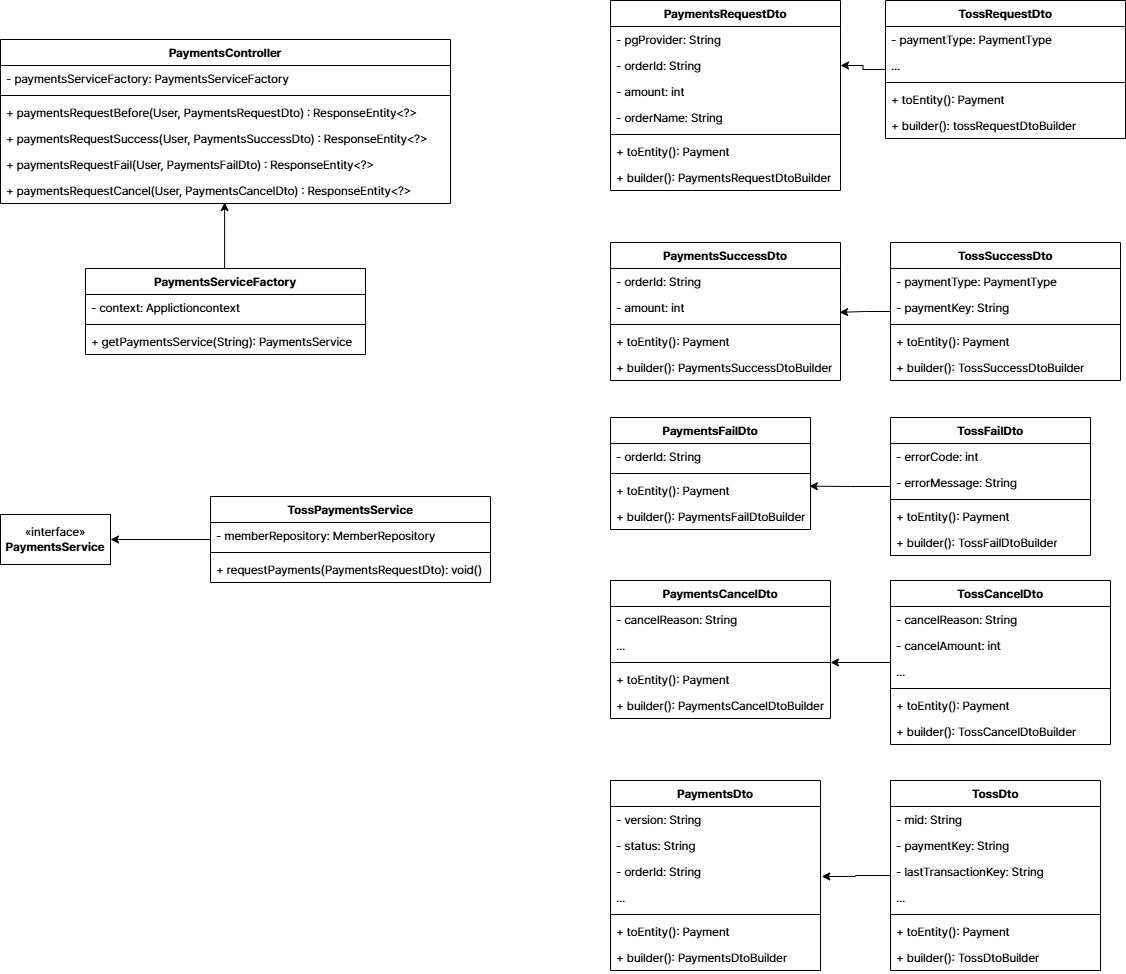 PaymentsController
- paymentsServiceFactory: PaymentsServiceFactory
+ paymentsRequestBefore(User, PaymentsRequestDto) : ResponseEntity<?>
+ paymentsRequestSuccess(User, PaymentsSuccessDto) : ResponseEntity<?>
+ paymentsRequestFail(User, PaymentsFailDto) : ResponseEntity<?>
+ paymentsRequestCancel(User, PaymentsCancelDto) : ResponseEntity<?>
PaymentsServiceFactory
- context: Applictioncontext
+ getPaymentsService(String): PaymentsService
«interface»
PaymentsService
TossPaymentsService
- memberRepository: MemberRepository
+ requestPayments(PaymentsRequestDto): void()
PaymentsRequestDto
- pgProvider: String
- orderId: String
- amount: int
- orderName: String
+ toEntity(): Payment
+ builder(): PaymentsRequestDtoBuilder
TossRequestDto
- paymentType: PaymentType
...
+ toEntity(): Payment
+ builder(): tossRequestDtoBuilder
PaymentsSuccessDto
- orderId: String
- amount: int
+ toEntity(): Payment
+ builder(): PaymentsSuccessDtoBuilder
TossSuccessDto
- paymentType: PaymentType
- paymentKey: String
+ toEntity(): Payment
+ builder(): TossSuccessDtoBuilder
PaymentsFailDto
- orderId: String
+ toEntity(): Payment
+ builder(): PaymentsFailDtoBuilder
TossFailDto
- errorCode: int
- errorMessage: String
+ toEntity(): Payment
+ builder(): TossFailDtoBuilder
PaymentsCancelDto
- cancelReason: String
...
+ toEntity(): Payment
+ builder(): PaymentsCancelDtoBuilder
TossCancelDto
- cancelReason: String
- cancelAmount: int
...
+ toEntity(): Payment
+ builder(): TossCancelDtoBuilder
PaymentsDto
- version: String
- status: String
- orderId: String
...
+ toEntity(): Payment
+ builder(): PaymentsDtoBuilder
TossDto
- mid: String
- paymentKey: String
- lastTransactionKey: String
...
+ toEntity(): Payment
+ builder(): TossDtoBuilder